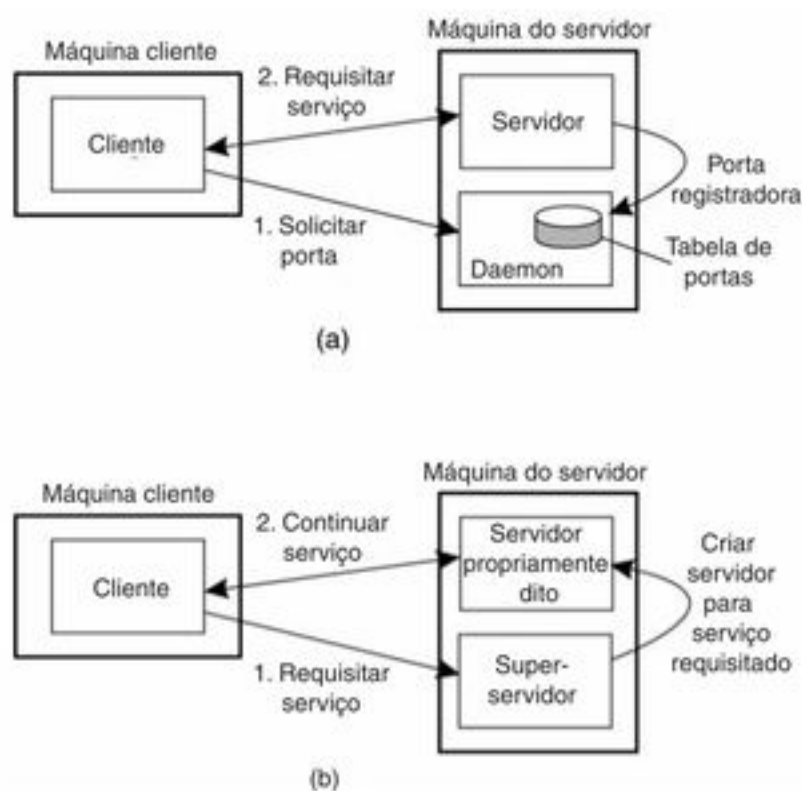 Máquina do servidor
Máquina cliente
2. Requisitar
serviço
Cliente
Servidor
Porta
registradora
1. Solicitar
porta
Daemon
Tabela de
portas
(a)
Máquina do servidor
Máquina cliente
2. Continuar
serviço
Cliente
Servidor
propriamente
dito
Criar
servidor
para
serviço
requisitado
1. Requisitar
serviço
Super-
servidor
(b)